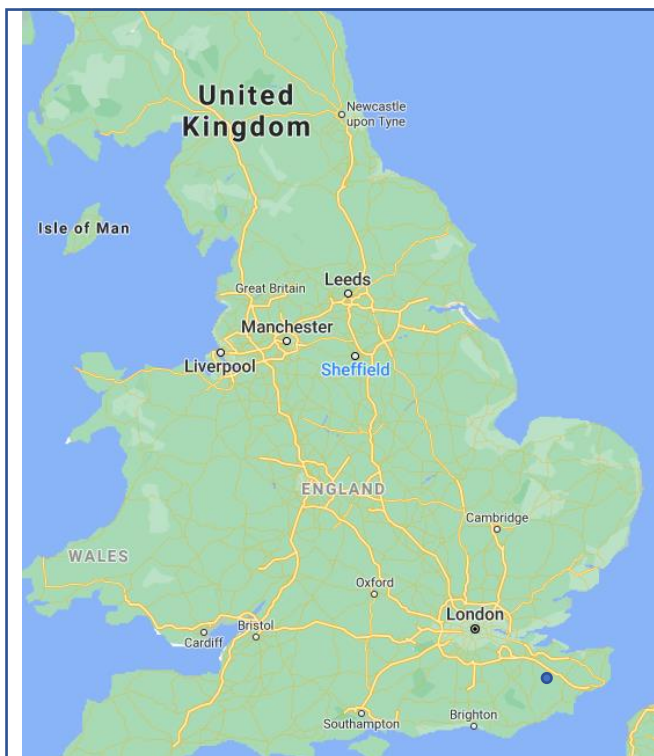 United
Kingdom
Newcastle
upon Tyne
Isle of Man
Great Britain
Leeds
Manchester
Liverpool
Sheffield
ENGLAND
Cambridge
WALES
Oxford
London
Bristol
Cardiff
Southampton
Brighton